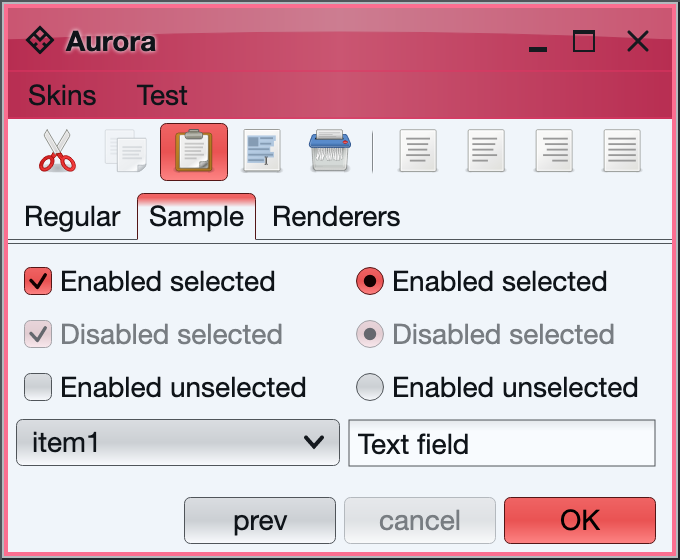 Aurora
Skins Test
Regular Sample Renderers
Enabled selected Enabled selected
Disabled selected Disabled selected
Enabled unselected Enabled unselected
item1 Text field
prev cancel OK